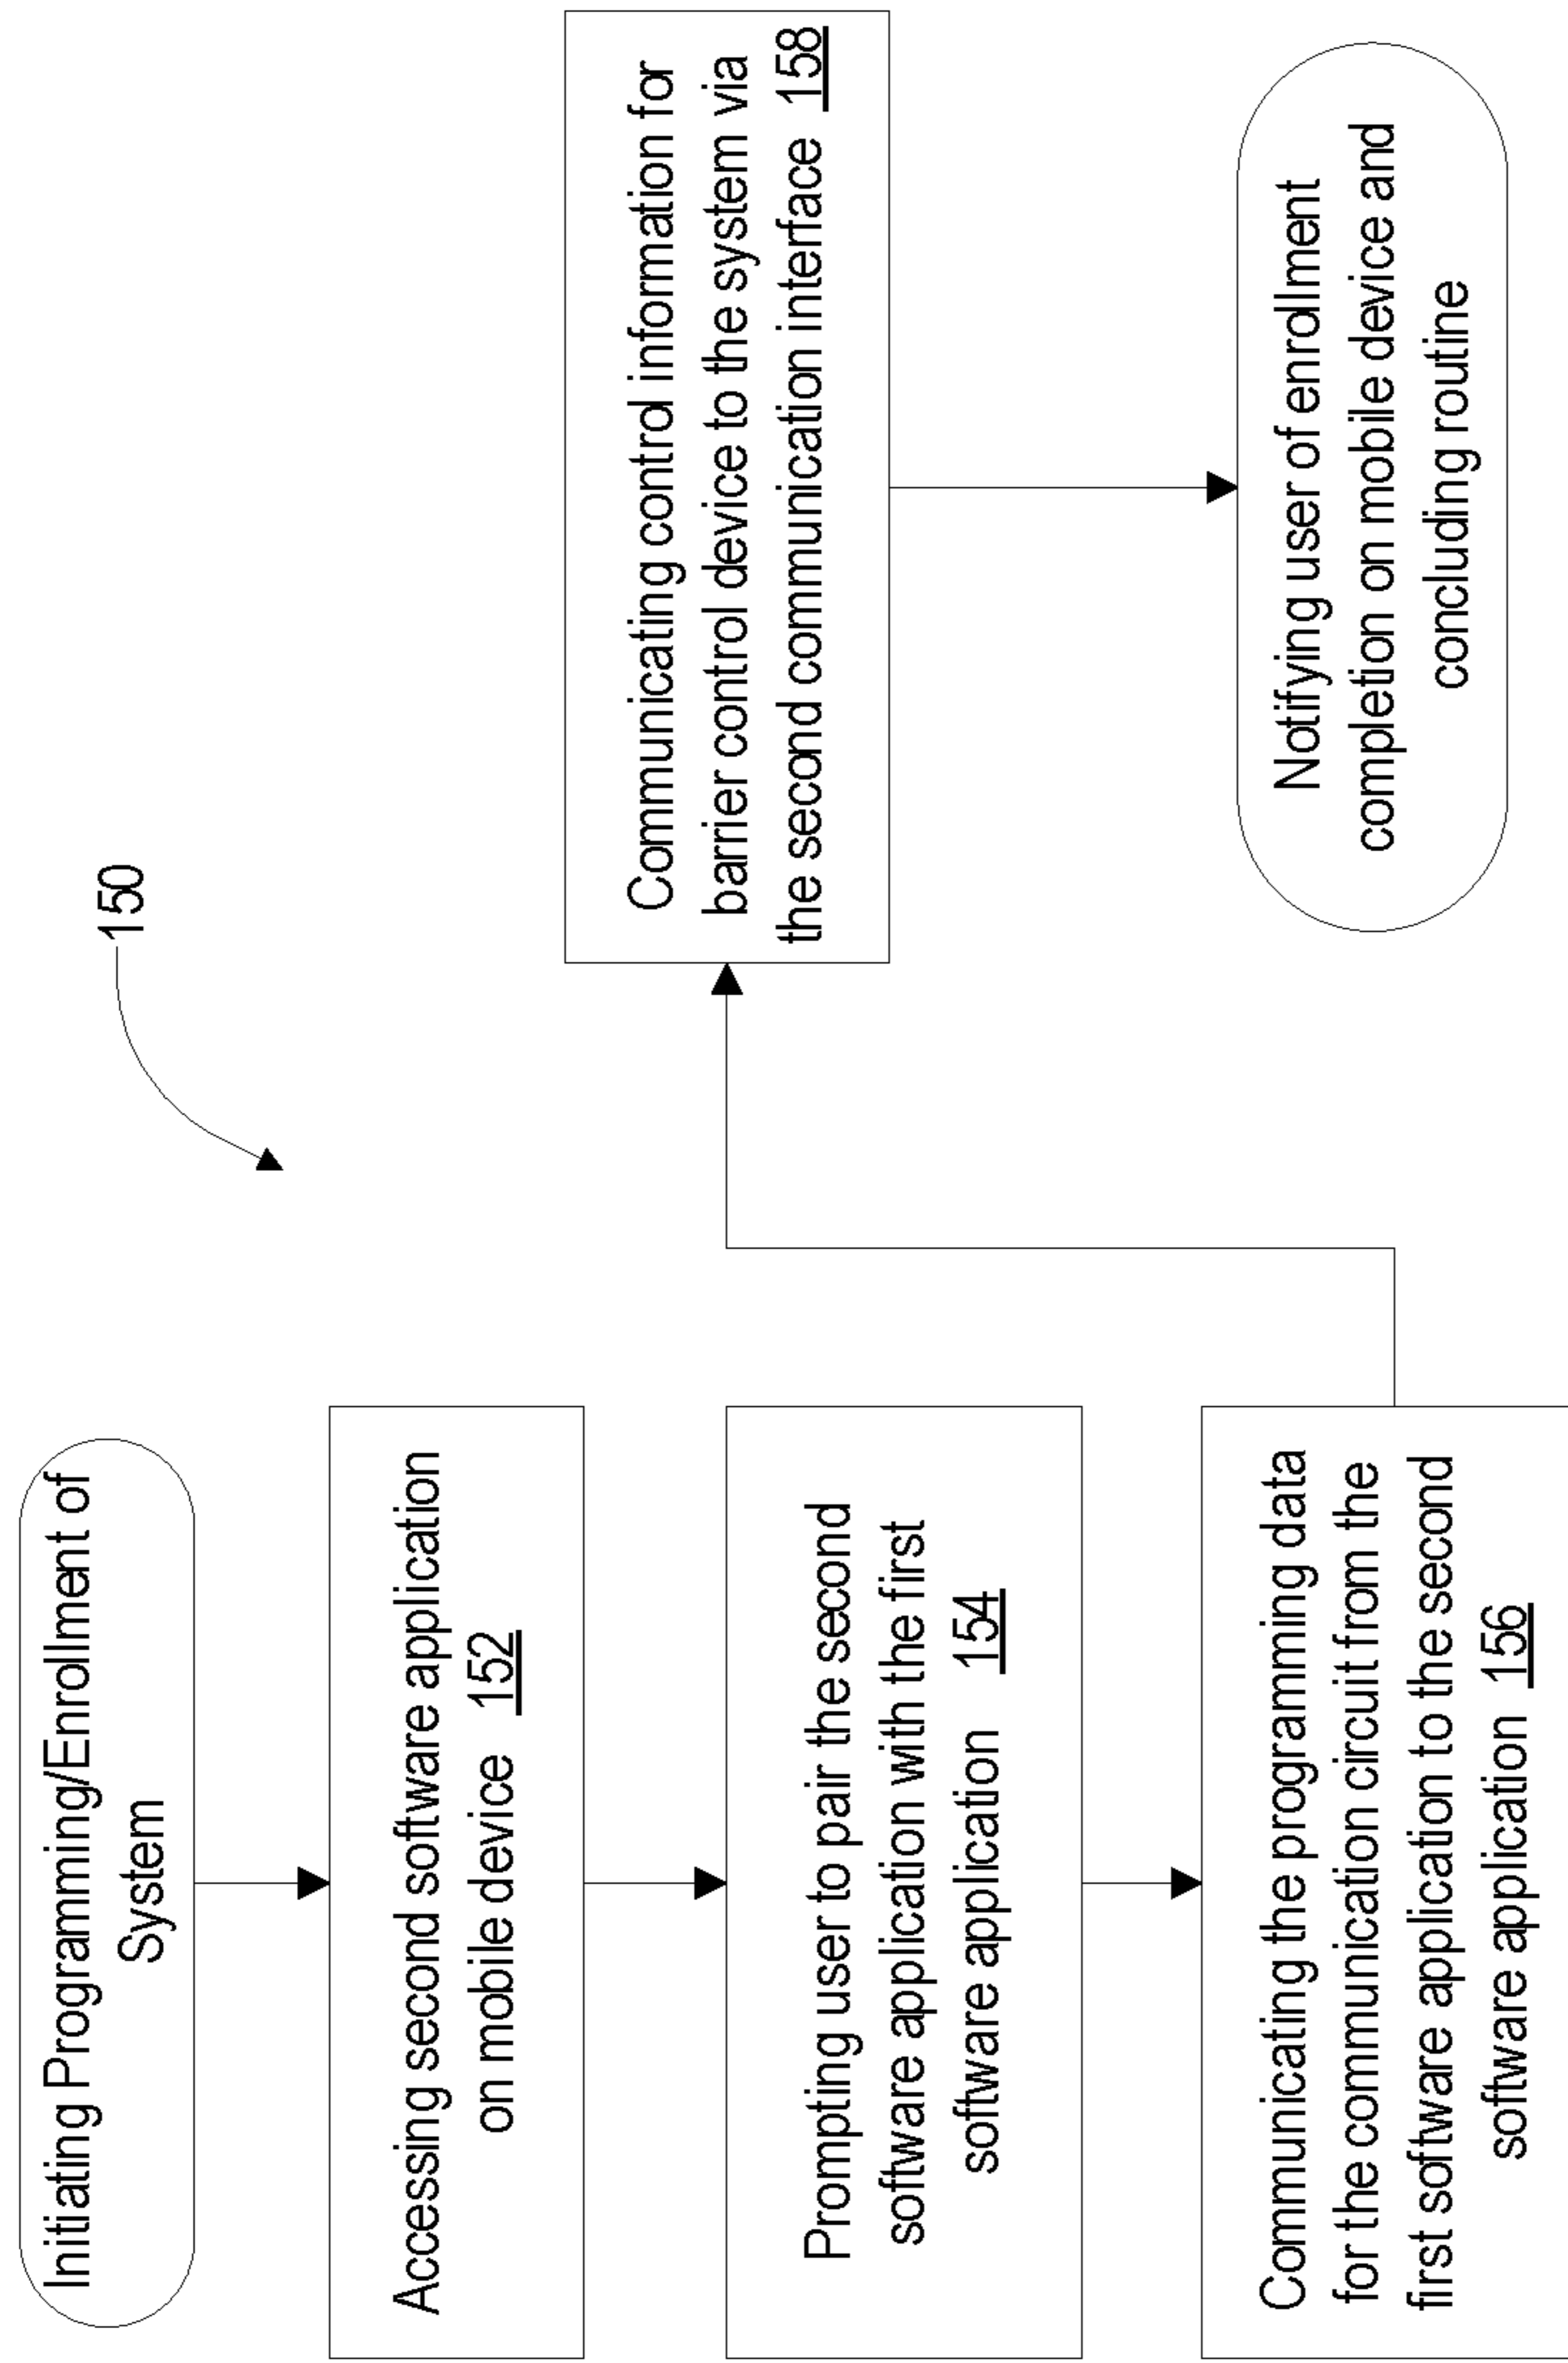 150
Initiating Programming/Enrollment of
System
Accessing second software application
on mobile device 152
Prompting user to pair the second
software application with the first
software application 154
Communicating the programming data
for the communication circuit from the
first software application to the second
software application 156
Communicating control information for
barrier control device to the system via
the second communication interface 158
Notifying user of enrollment
completion on mobile device and
concluding routine